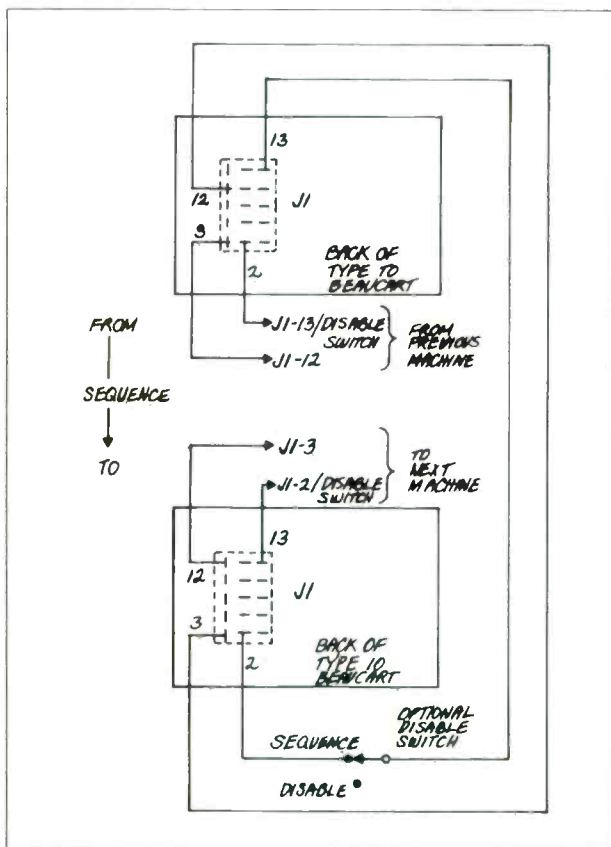 13
12
J1
3
2
BACK OF
TYPE 10
BEAUCART
J1-13/DISABLE
SWITCH
J1-12
FROM
PREVIOUS
MACHINE
FROM
SEQUENCE
TO
J1-3
J1-2/DISABLE
SWITCH
TO
NEXT
MACHINE
13
12
J1
3
2
BACK OF
TYPE 10
BEAUCART
OPTIONAL
DISABLE
SWITCH
SEQUENCE
DISABLE